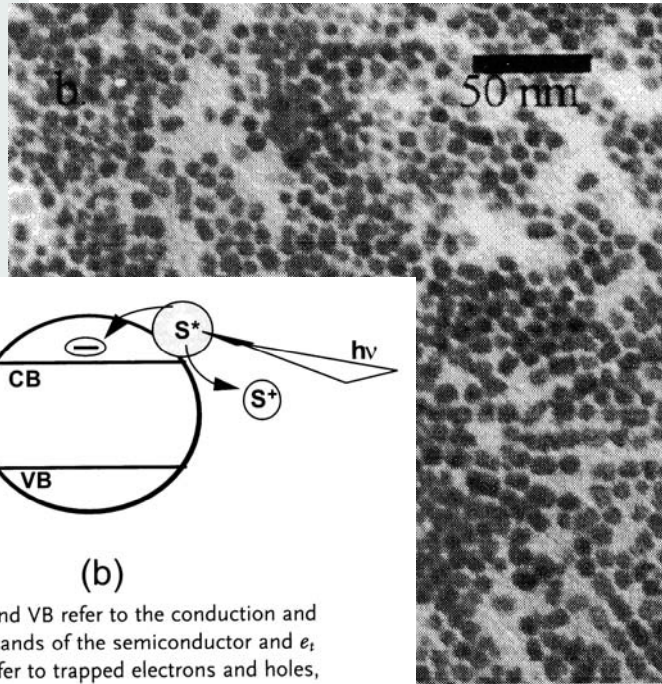 b.
50 nm
S*
hν
CB
S⁺
VB
(b)
nd VB refer to the conduction and
ands of the semiconductor and eₜ
fer to trapped electrons and holes,